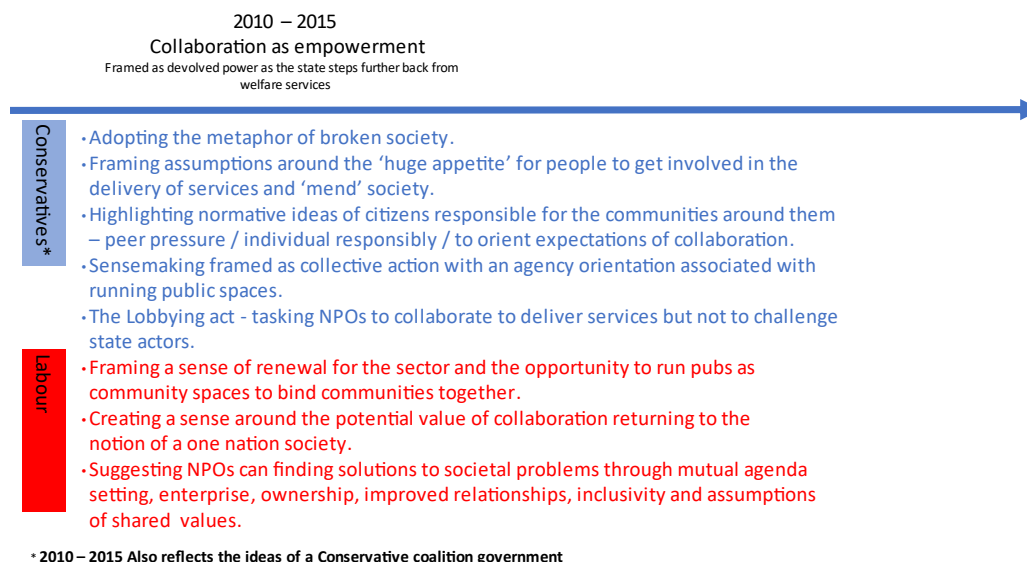 2010 – 2015
Collaboration as empowerment
Framed as devolved power as the state steps further back from
welfare services
Conservatives*
•Adopting the metaphor of broken society.
•Framing assumptions around the ‘huge appetite’ for people to get involved in the
delivery of services and ‘mend’ society.
•Highlighting normative ideas of citizens responsible for the communities around them
– peer pressure / individual responsibly / to orient expectations of collaboration.
•Sensemaking framed as collective action with an agency orientation associated with
running public spaces.
•The Lobbying act - tasking NPOs to collaborate to deliver services but not to challenge
state actors.
Labour
•Framing a sense of renewal for the sector and the opportunity to run pubs as
community spaces to bind communities together.
•Creating a sense around the potential value of collaboration returning to the
notion of a one nation society.
•Suggesting NPOs can finding solutions to societal problems through mutual agenda
setting, enterprise, ownership, improved relationships, inclusivity and assumptions
of shared values.
* 2010 – 2015 Also reflects the ideas of a Conservative coalition government